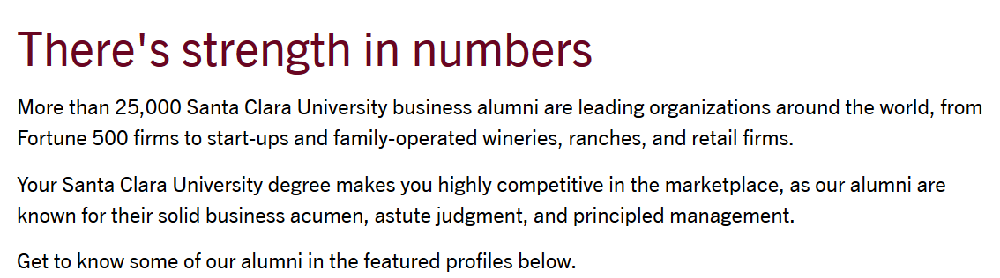 There's strength in numbers
More than 25,000 Santa Clara University business alumni are leading organizations around the world, from
Fortune 500 firms to start-ups and family-operated wineries, ranches, and retail firms.
Your Santa Clara University degree makes you highly competitive in the marketplace, as our alumni are
known for their solid business acumen, astute judgment, and principled management.
Get to know some of our alumni in the featured profiles below.